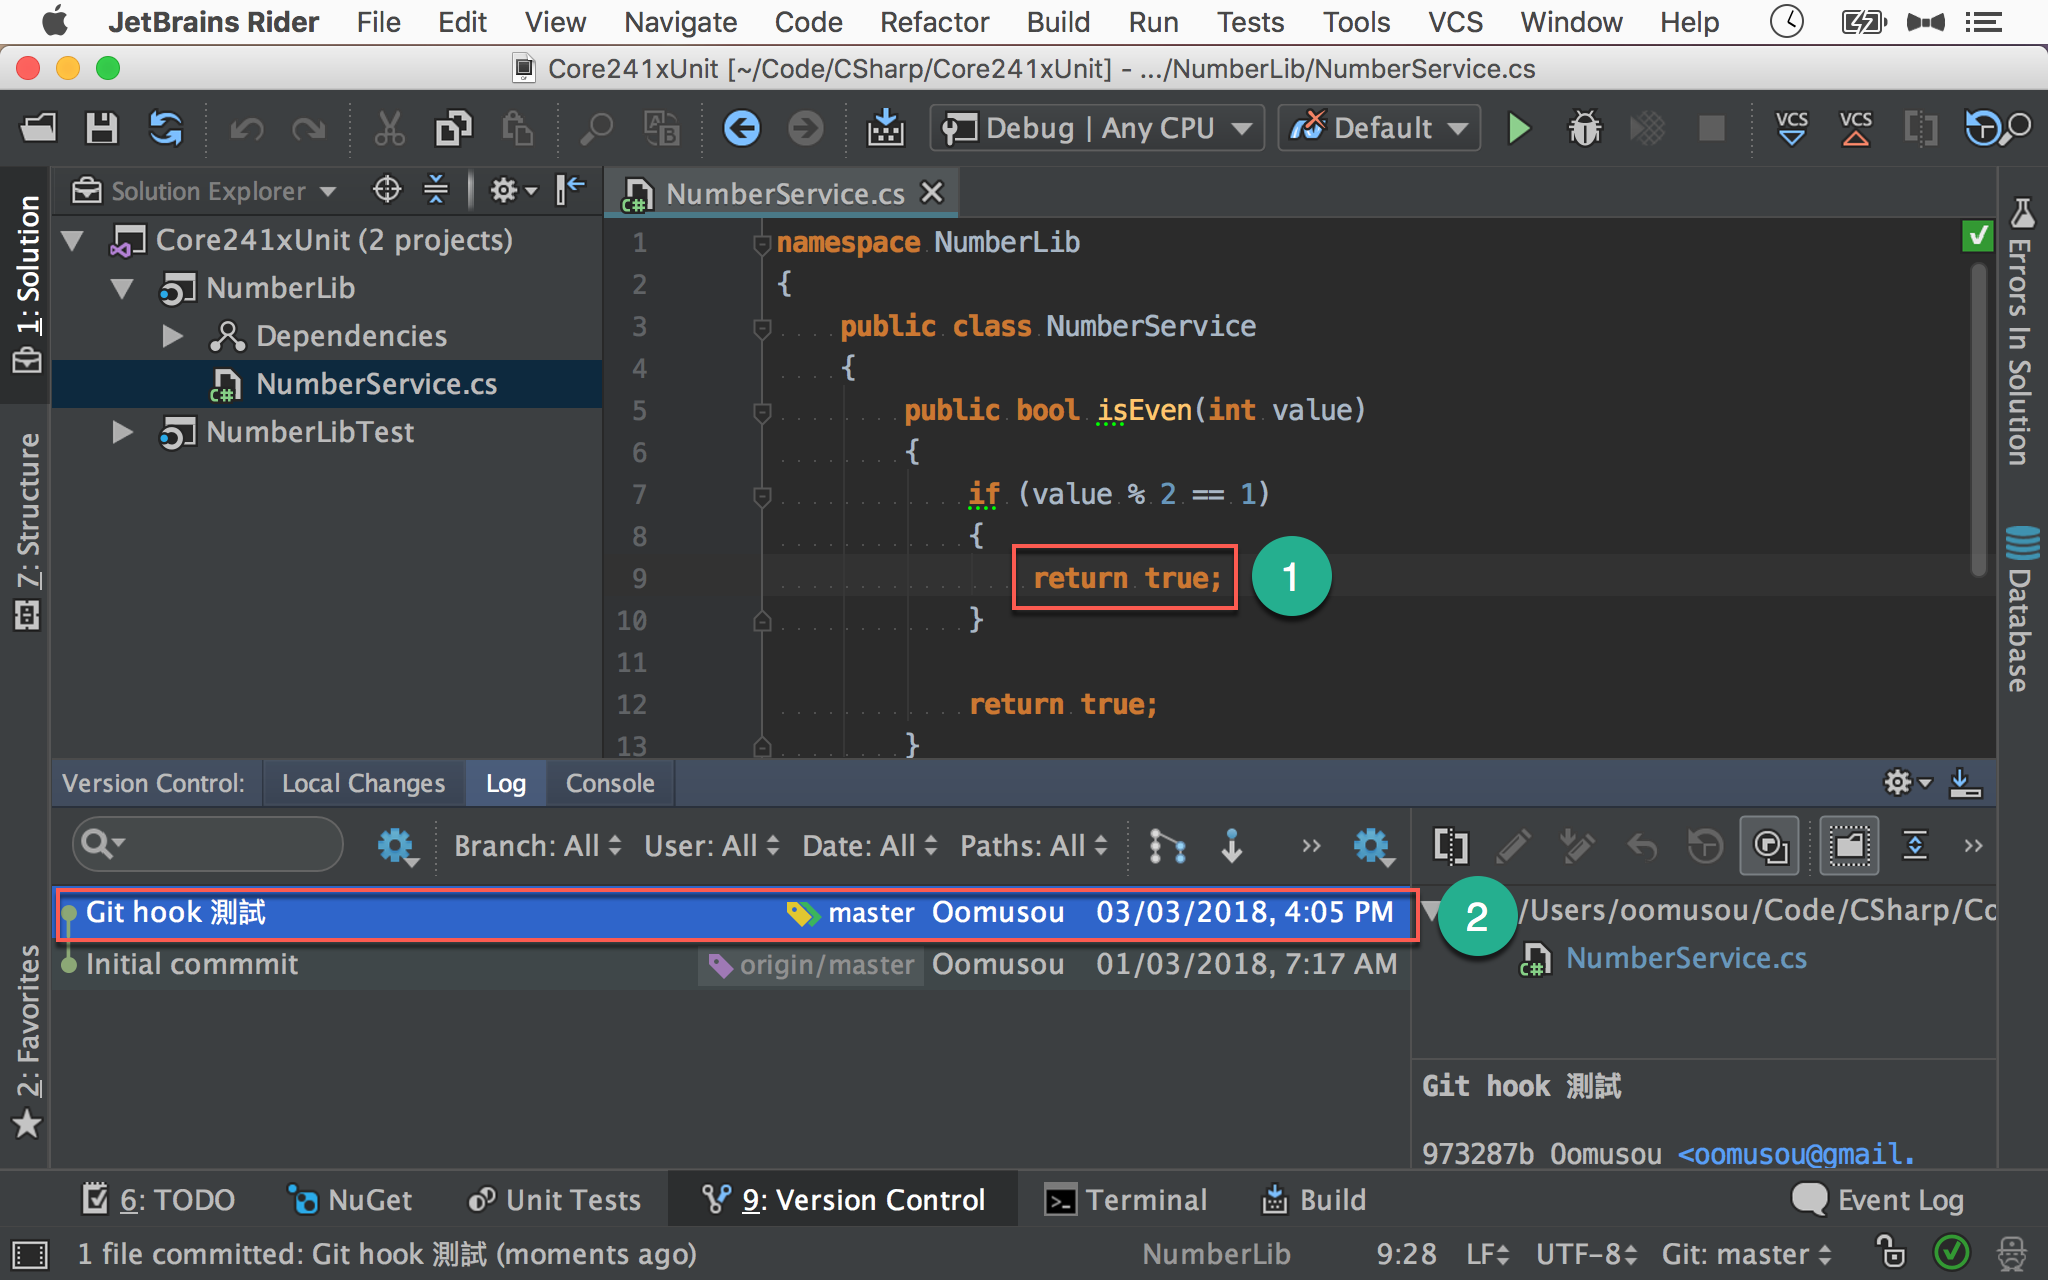 JetBrains Rider File Edit View Navigate Code Refactor Build Run Tests Tools VCS Window Help
Core241xUnit [~/Code/CSharp/Core241xUnit] - .../NumberLib/NumberService.cs
Debug | Any CPU Default VCS VCS
1: Solution
7: Structure
2: Favorites
Solution Explorer
Core241xUnit (2 projects)
NumberLib
Dependencies
C# NumberService.cs
NumberLibTest
C# NumberService.cs
1 namespace NumberLib
2 {
3 public class NumberService
4 {
5 public bool isEven(int value)
6 {
7 if (value % 2 == 1)
8 {
9 return true; 1
10 }
11
12 return true;
13 }
Errors In Solution
Database
Version Control: Local Changes Log Console
Branch: All User: All Date: All Paths: All
Git hook 測試 master Oomusou 03/03/2018, 4:05 PM
Initial commmit origin/master Oomusou 01/03/2018, 7:17 AM
2 /Users/oomusou/Code/CSharp/Co
C# NumberService.cs
Git hook 測試
973287b Oomusou <oomusou@gmail.
6: TODO NuGet Unit Tests 9: Version Control Terminal Build Event Log
1 file committed: Git hook 測試 (moments ago) NumberLib 9:28 LF UTF-8 Git: master